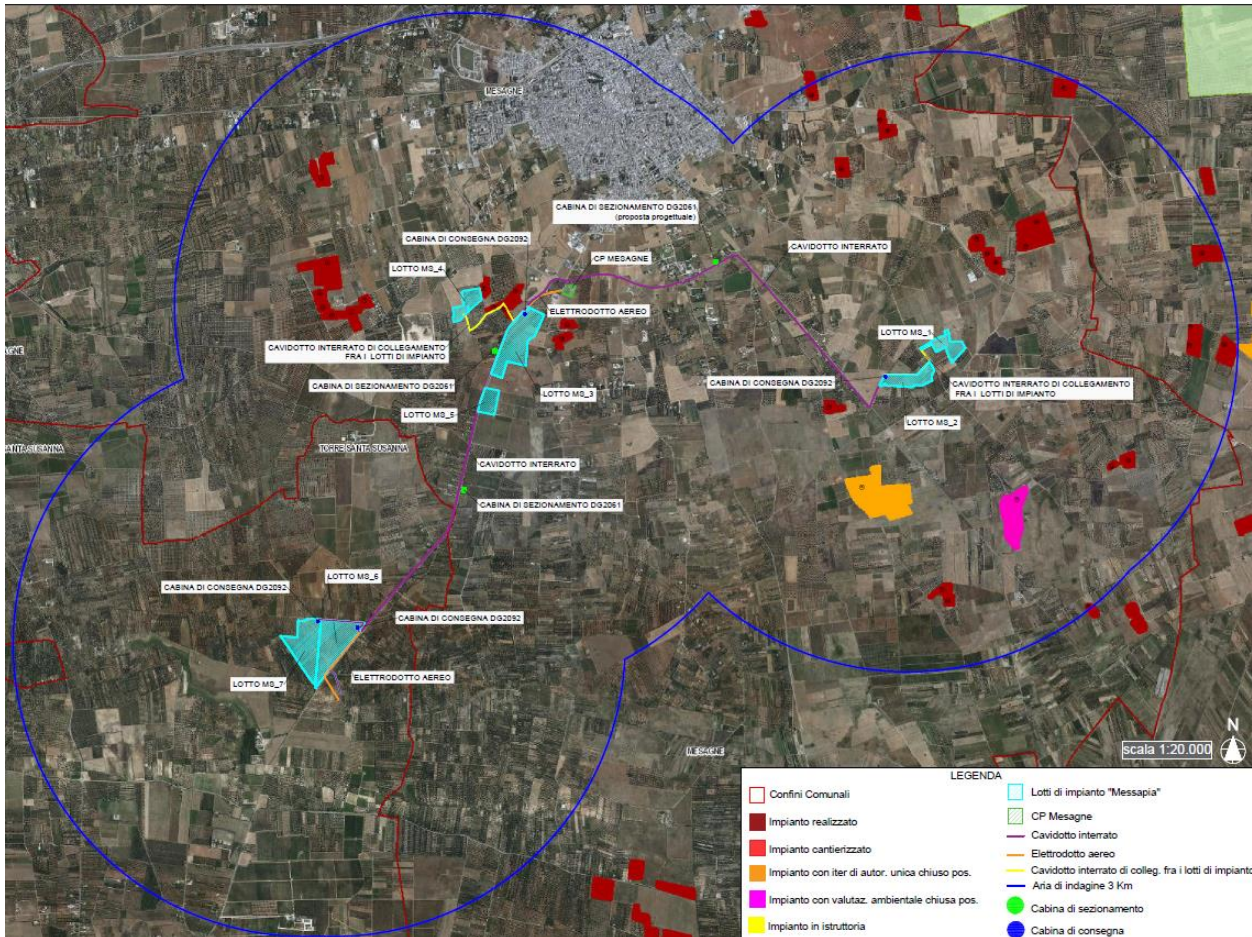 MESAGNE
CABINA DI SEZIONAMENTO DG2061
(proposta progettuale)
CABINA DI CONSEGNA DG2092
CAVIDOTTO INTERRATO
CP MESAGNE
LOTTO MS_4
ELETTRODOTTO AEREO
LOTTO MS_1
CAVIDOTTO INTERRATO DI COLLEGAMENTO
FRA I LOTTI DI IMPIANTO
CABINA DI SEZIONAMENTO DG2061
CABINA DI CONSEGNA DG2092
CAVIDOTTO INTERRATO DI COLLEGAMENTO
FRA I LOTTI DI IMPIANTO
LOTTO MS_3
LOTTO MS_5
LOTTO MS_2
SANTA SUSANNA
TORRE SANTA SUSANNA
CAVIDOTTO INTERRATO
CABINA DI SEZIONAMENTO DG2061
LOTTO MS_6
CABINA DI CONSEGNA DG2092
CABINA DI CONSEGNA DG2092
ELETTRODOTTO AEREO
LOTTO MS_7
MESAGNE
N
scala 1:20.000
LEGENDA
Confini Comunali
Impianto realizzato
Impianto cantierizzato
Impianto con iter di autor. unica chiuso pos.
Impianto con valutaz. ambientale chiusa pos.
Impianto in istruttoria
Lotti di impianto "Messapia"
CP Mesagne
Cavidotto interrato
Elettrodotto aereo
Cavidotto interrato di colleg. fra i lotti di impianto
Aria di indagine 3 Km
Cabina di sezionamento
Cabina di consegna